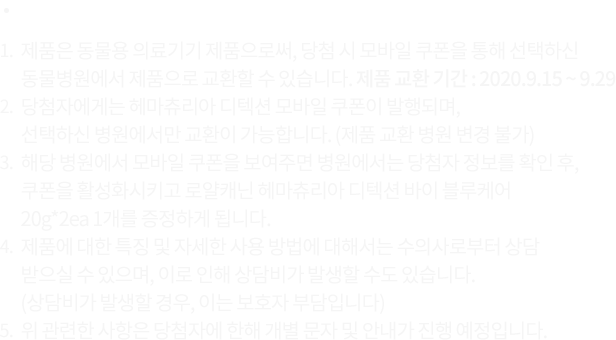 •
1. 제품은 동물용 의료기기 제품으로써, 당첨 시 모바일 쿠폰을 통해 선택하신
동물병원에서 제품으로 교환할 수 있습니다. 제품 교환 기간 : 2020.9.15 ~ 9.29
2. 당첨자에게는 헤마츄리아 디텍션 모바일 쿠폰이 발행되며,
선택하신 병원에서만 교환이 가능합니다. (제품 교환 병원 변경 불가)
3. 해당 병원에서 모바일 쿠폰을 보여주면 병원에서는 당첨자 정보를 확인 후,
쿠폰을 활성화시키고 로얄캐닌 헤마츄리아 디텍션 바이 블루케어
20g*2ea 1개를 증정하게 됩니다.
4. 제품에 대한 특징 및 자세한 사용 방법에 대해서는 수의사로부터 상담
받으실 수 있으며, 이로 인해 상담비가 발생할 수도 있습니다.
(상담비가 발생할 경우, 이는 보호자 부담입니다)
5. 위 관련한 사항은 당첨자에 한해 개별 문자 및 안내가 진행 예정입니다.